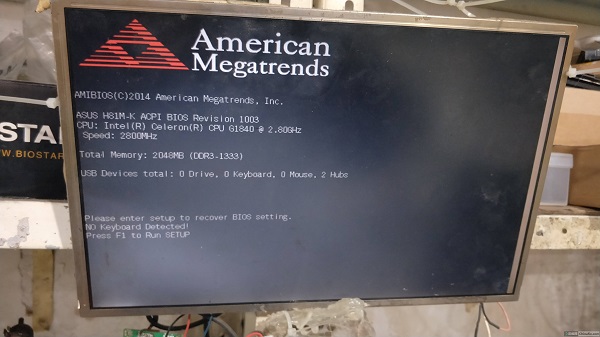 American
Megatrends
AMIBIOS(C)2014 American Megatrends, Inc.
ASUS H81M-K ACPI BIOS Revision 1003
CPU: Intel(R) Celeron(R) CPU G1840 @ 2.80GHz
Speed: 2800MHz
Total Memory: 2048MB (DDR3-1333)
USB Devices total: 0 Drive, 0 Keyboard, 0 Mouse, 2 Hubs
Please enter setup to recover BIOS setting.
NO Keyboard Detected!
Press F1 to Run SETUP
STA
WWW.BIOSTAR